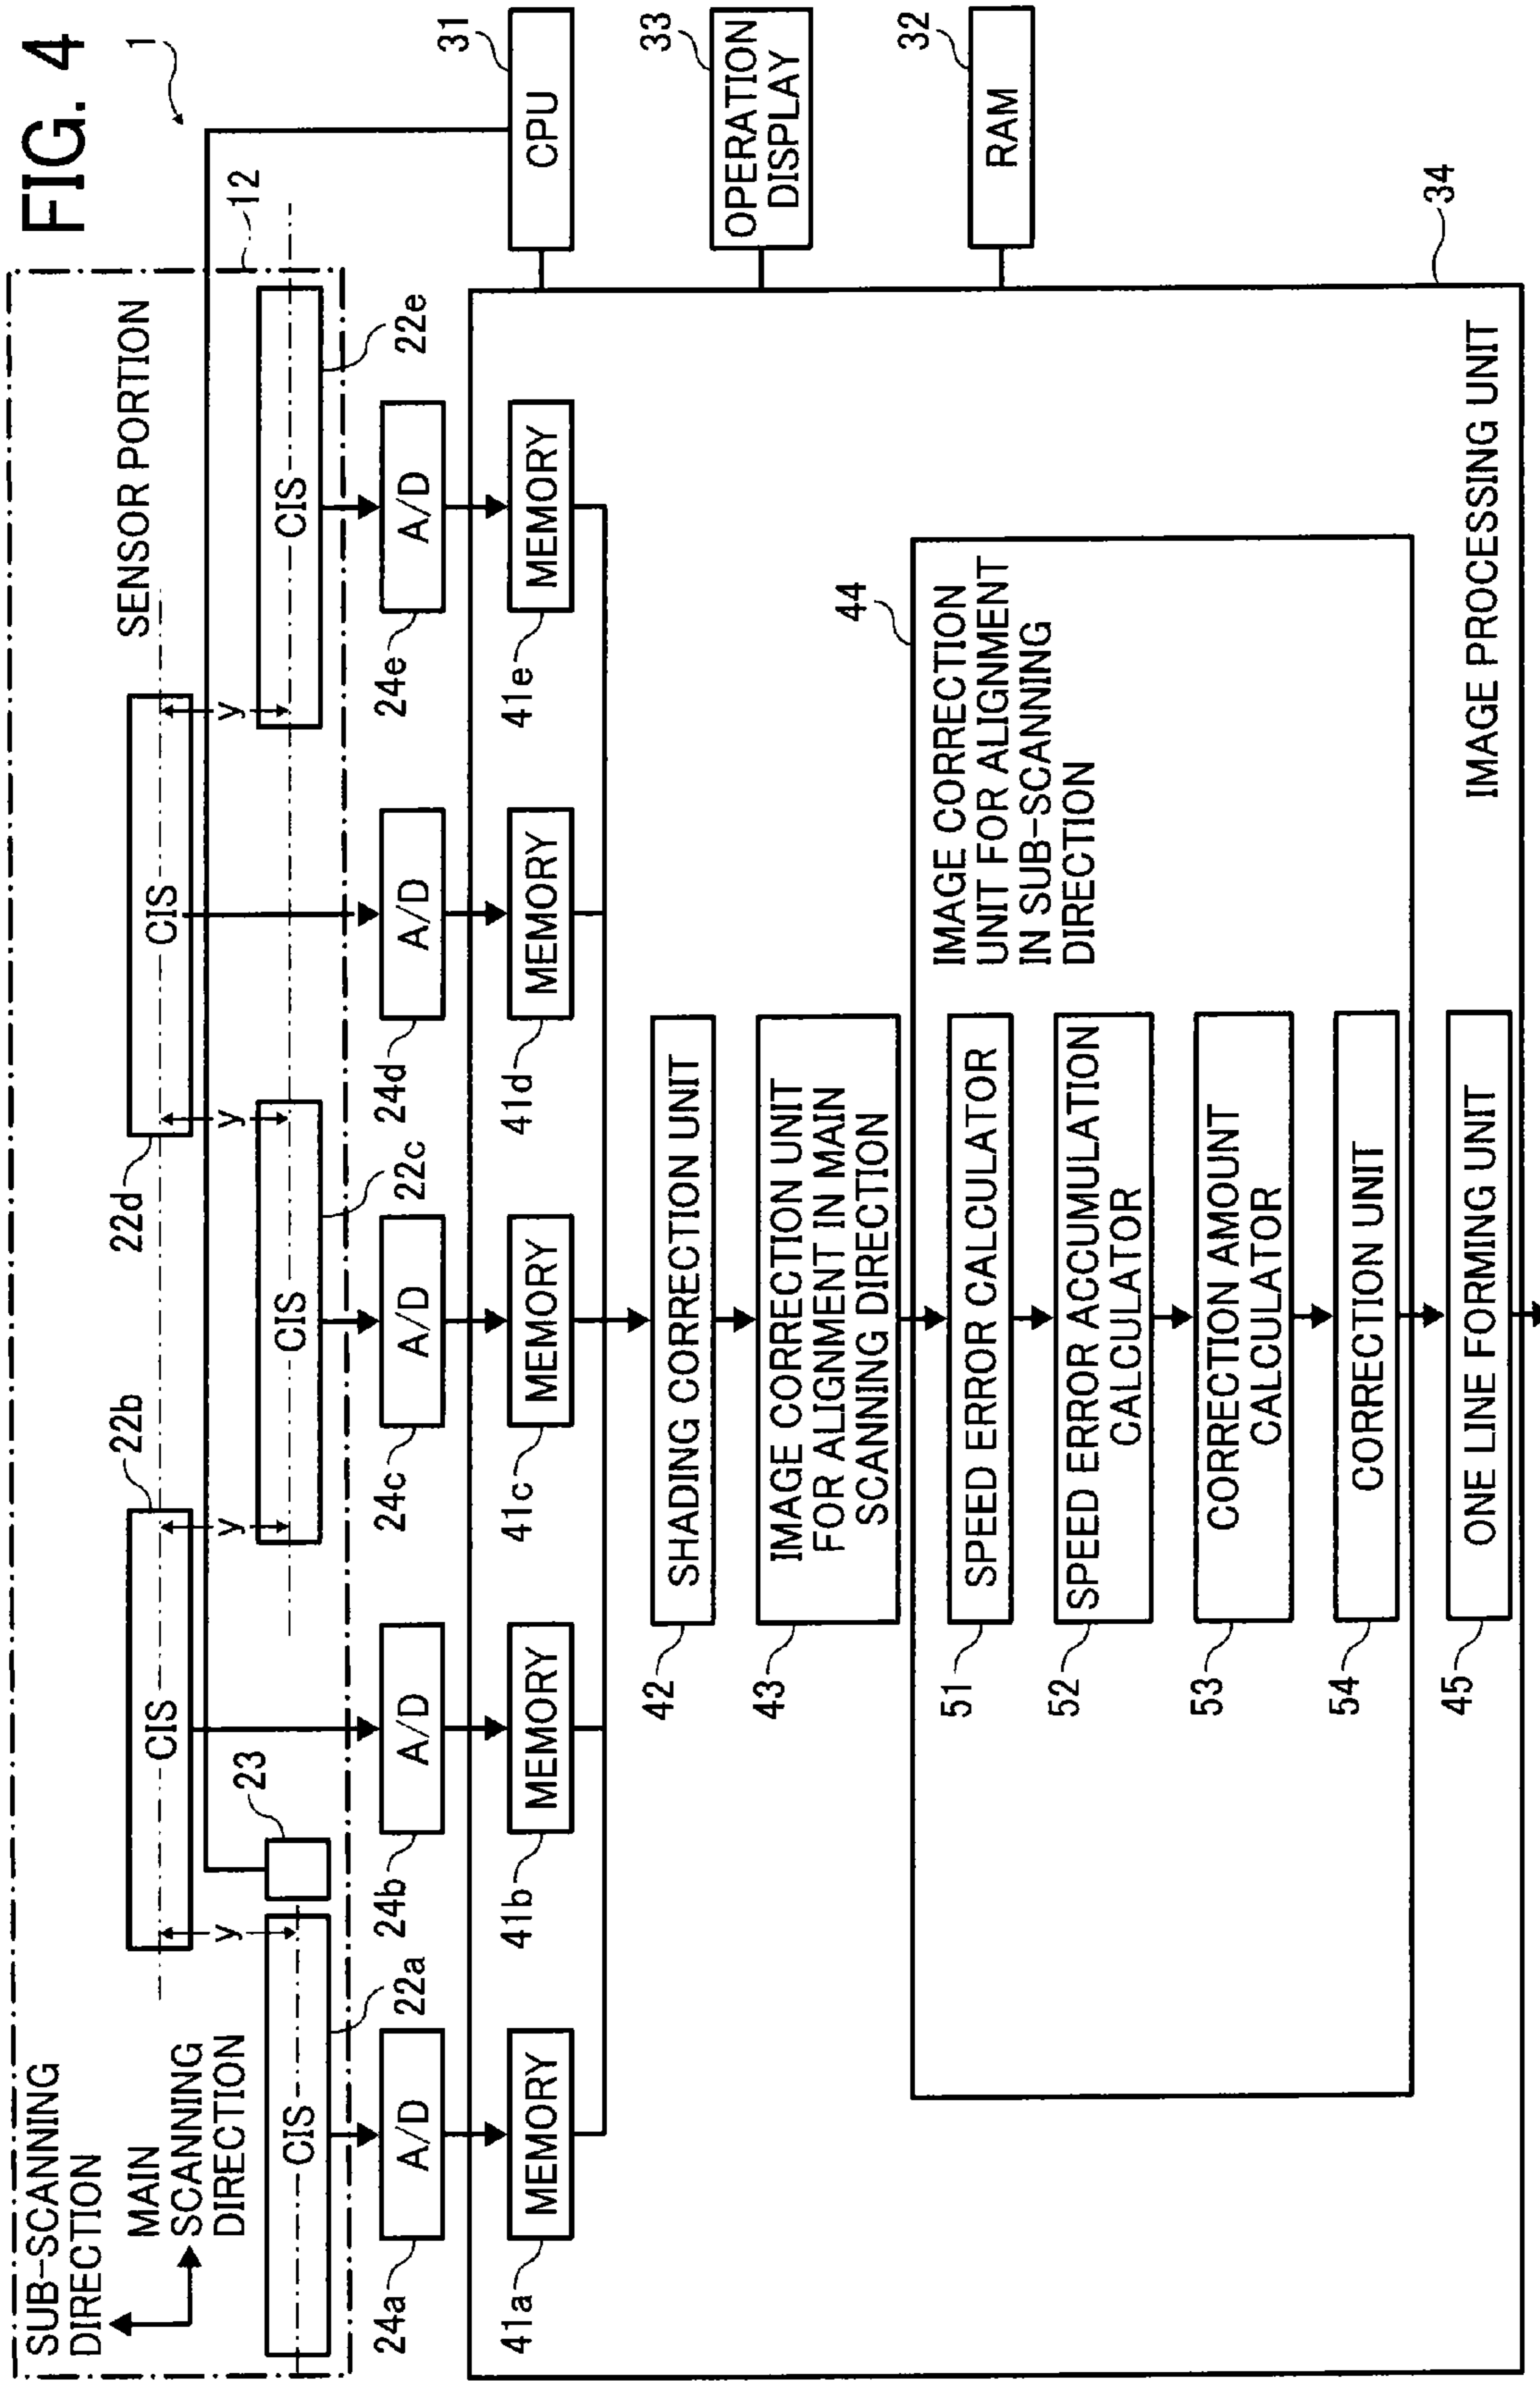 FIG. 4
1
SUB-SCANNING
DIRECTION
MAIN
SCANNING
DIRECTION
SENSOR PORTION
12
22b
22d
CIS
CIS
y
y
y
y
23
CIS
CIS
CIS
22a
22c
22e
24a
A/D
24b
A/D
24c
A/D
24d
A/D
24e
A/D
31
CPU
41a
MEMORY
41b
MEMORY
41c
MEMORY
41d
MEMORY
41e
MEMORY
33
OPERATION
DISPLAY
42
SHADING CORRECTION UNIT
43
IMAGE CORRECTION UNIT
FOR ALIGNMENT IN MAIN
SCANNING DIRECTION
32
RAM
44
IMAGE CORRECTION
UNIT FOR ALIGNMENT
IN SUB-SCANNING
DIRECTION
51
SPEED ERROR CALCULATOR
52
SPEED ERROR ACCUMULATION
CALCULATOR
53
CORRECTION AMOUNT
CALCULATOR
54
CORRECTION UNIT
45
ONE LINE FORMING UNIT
34
IMAGE PROCESSING UNIT